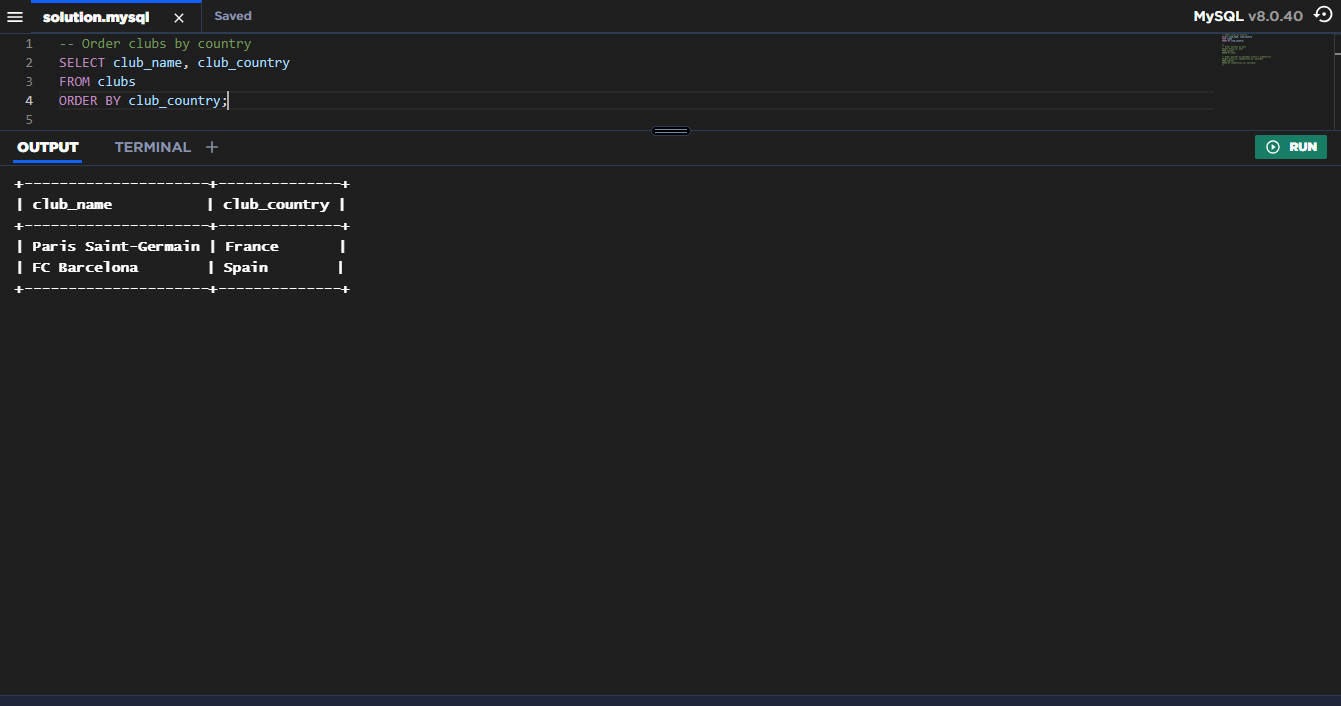 solution.mysql Saved MySQL v8.0.40
1 -- Order clubs by country
2 SELECT club_name, club_country
3 FROM clubs
4 ORDER BY club_country;
5
OUTPUT TERMINAL + RUN
+---------------------+--------------+
| club_name | club_country |
+---------------------+--------------+
| Paris Saint-Germain | France |
| FC Barcelona | Spain |
+---------------------+--------------+